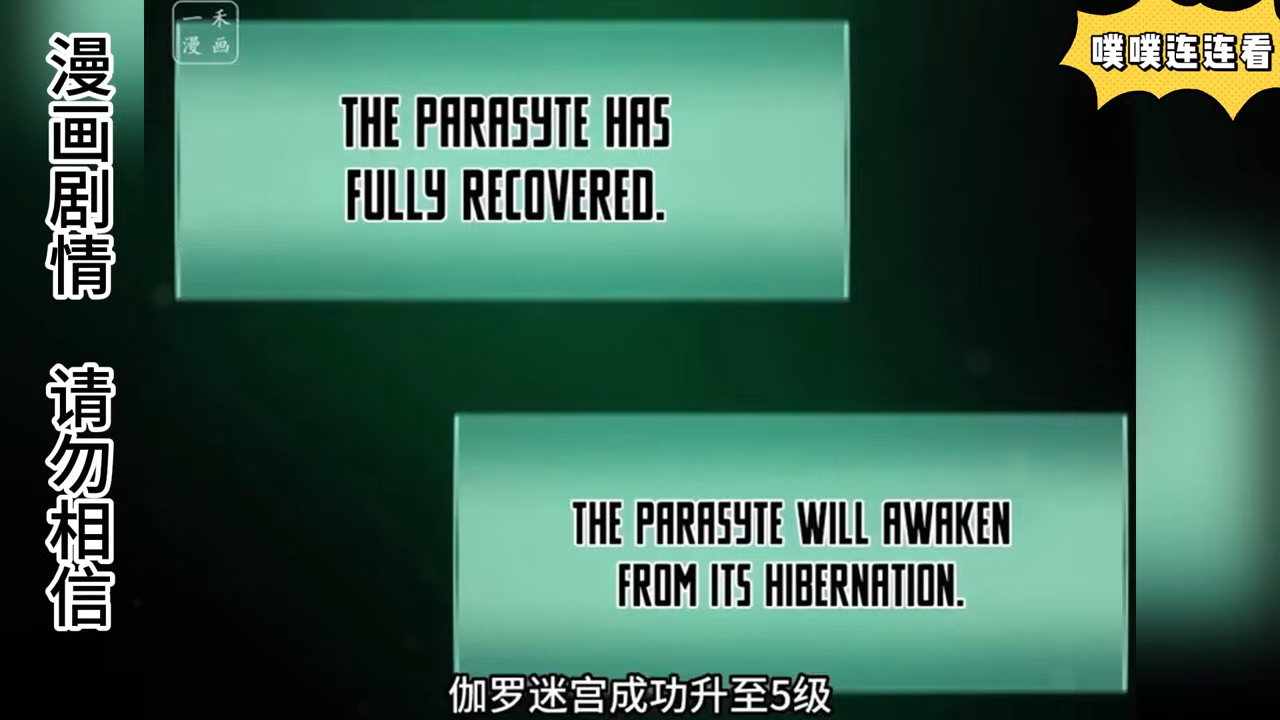 一禾
漫画
噗噗连连看
漫画剧情 请勿相信
THE PARASYTE HAS
FULLY RECOVERED.
THE PARASYTE WILL AWAKEN
FROM ITS HIBERNATION.
伽罗迷宫成功升至5级